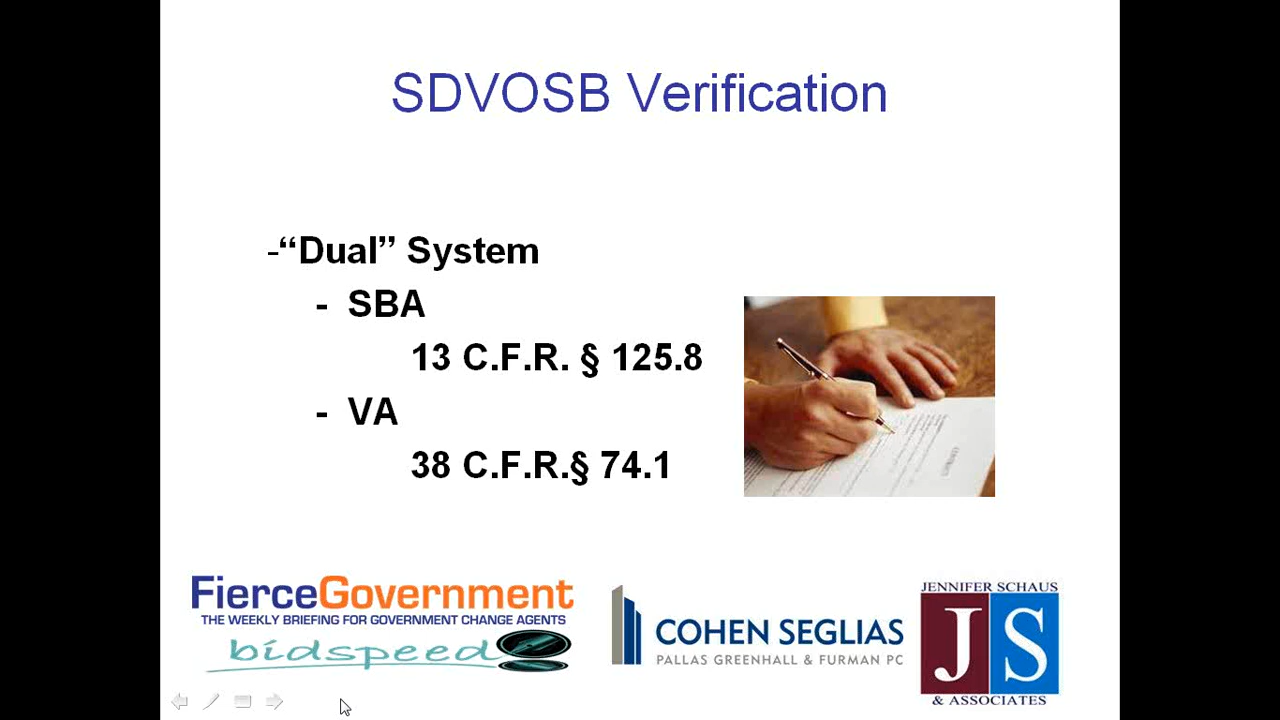 SDVOSB Verification
-“Dual” System
- SBA
13 C.F.R. § 125.8
- VA
38 C.F.R.§ 74.1
FierceGovernment
THE WEEKLY BRIEFING FOR GOVERNMENT CHANGE AGENTS
bidspeed
COHEN SEGLIAS
PALLAS GREENHALL & FURMAN PC
JENNIFER SCHAUS
JS
& ASSOCIATES